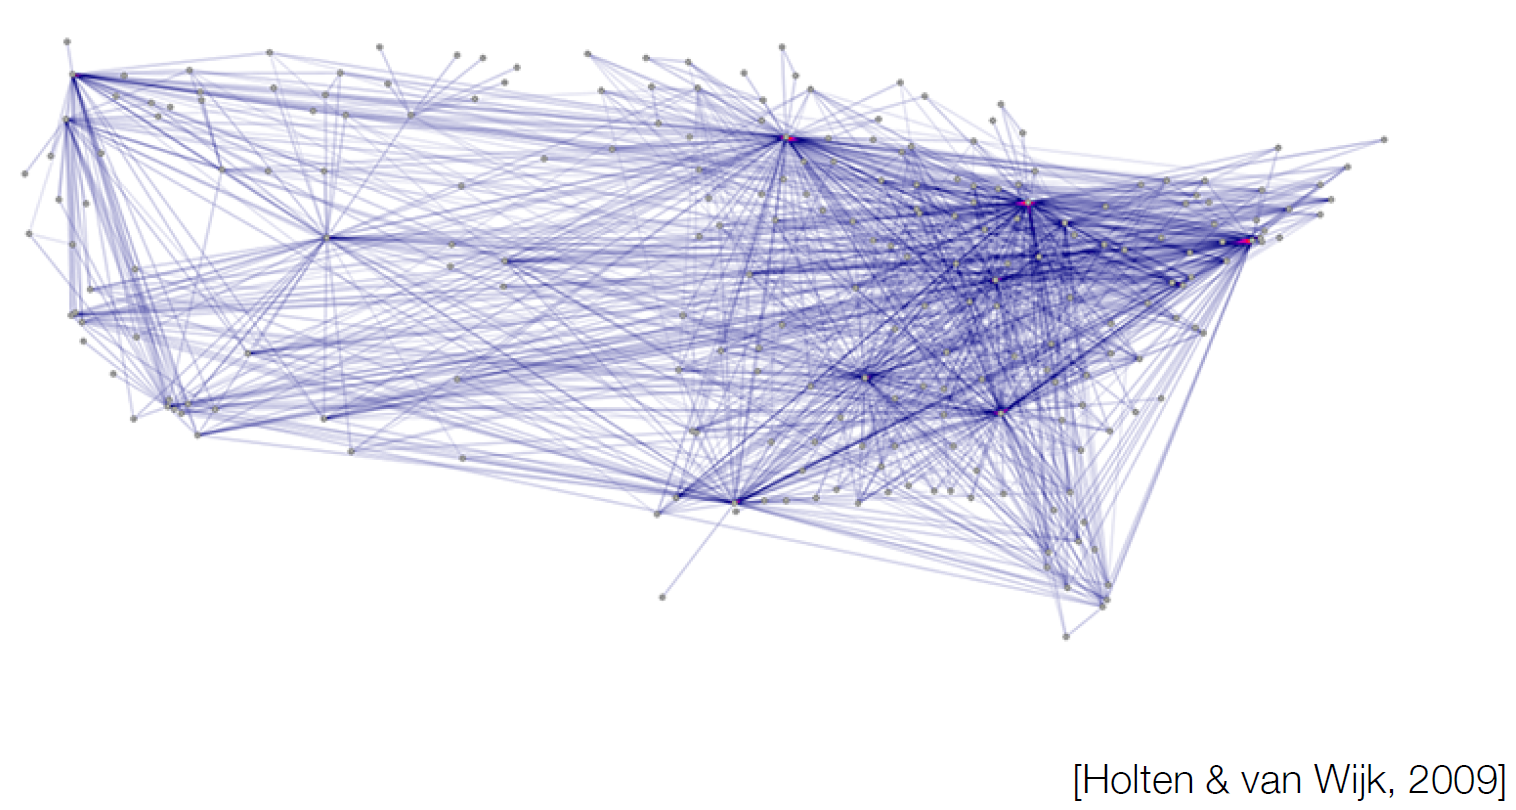 [Holten & van Wijk, 2009]